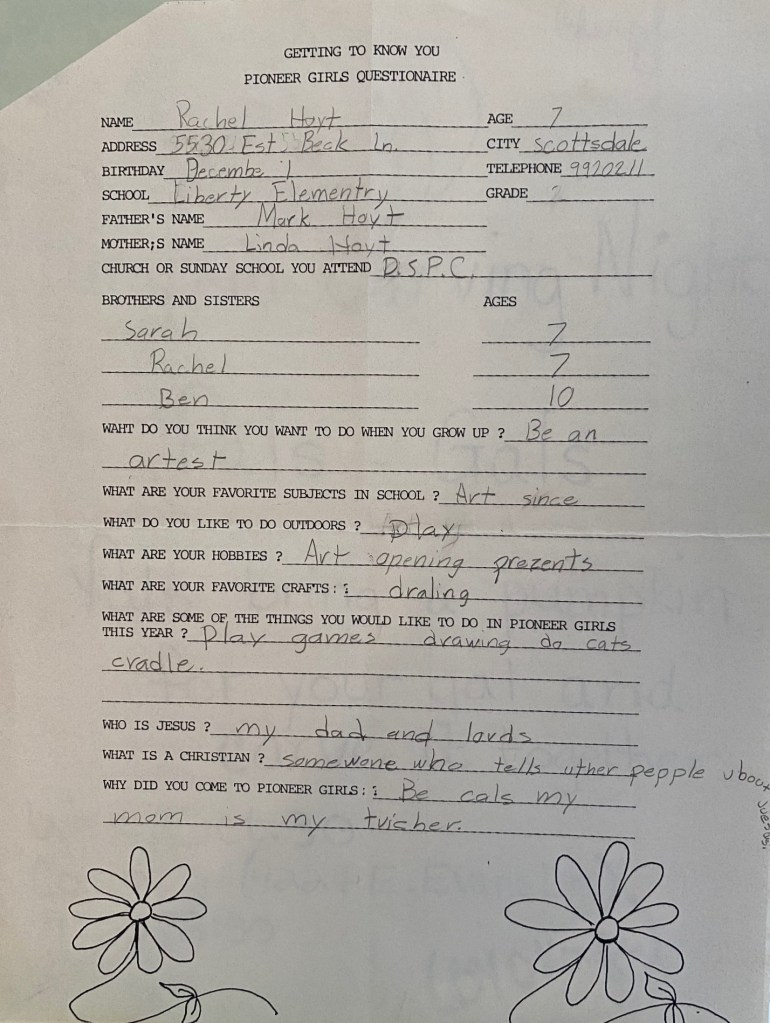 GETTING TO KNOW YOU
PIONEER GIRLS QUESTIONAIRE
NAME Rachel Hoyt AGE 7
ADDRESS 5530 Est Beck Ln. CITY Scottsdale
BIRTHDAY Decembe 1 TELEPHONE 9920211
SCHOOL Liberty Elementry GRADE 2
FATHER'S NAME Mark Hoyt
MOTHER;S NAME Linda Hoyt
CHURCH OR SUNDAY SCHOOL YOU ATTEND D.S.P.C.
BROTHERS AND SISTERS AGES
Sarah 7
Rachel 7
Ben 10
WAHT DO YOU THINK YOU WANT TO DO WHEN YOU GROW UP ? Be an
artest
WHAT ARE YOUR FAVORITE SUBJECTS IN SCHOOL ? Art since
WHAT DO YOU LIKE TO DO OUTDOORS ? Play
WHAT ARE YOUR HOBBIES ? Art opening prezents
WHAT ARE YOUR FAVORITE CRAFTS: : draling
WHAT ARE SOME OF THE THINGS YOU WOULD LIKE TO DO IN PIONEER GIRLS
THIS YEAR ? Play games drawing do cats
cradle.
WHO IS JESUS ? my dad and lords
WHAT IS A CHRISTIAN ? somewone who tells uther pepple ubout Juesus.
WHY DID YOU COME TO PIONEER GIRLS: : Be cals my
mom is my tvicher.